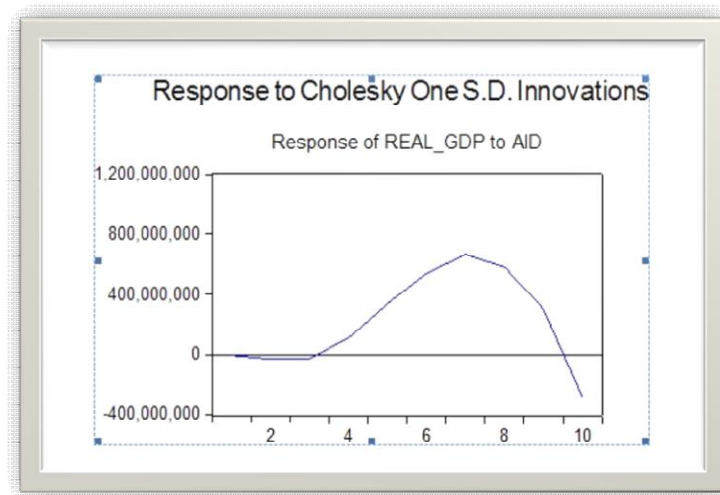 Response to Cholesky One S.D. Innovations
Response of REAL_GDP to AID
1,200,000,000
800,000,000
400,000,000
0
-400,000,000
2 4 6 8 10